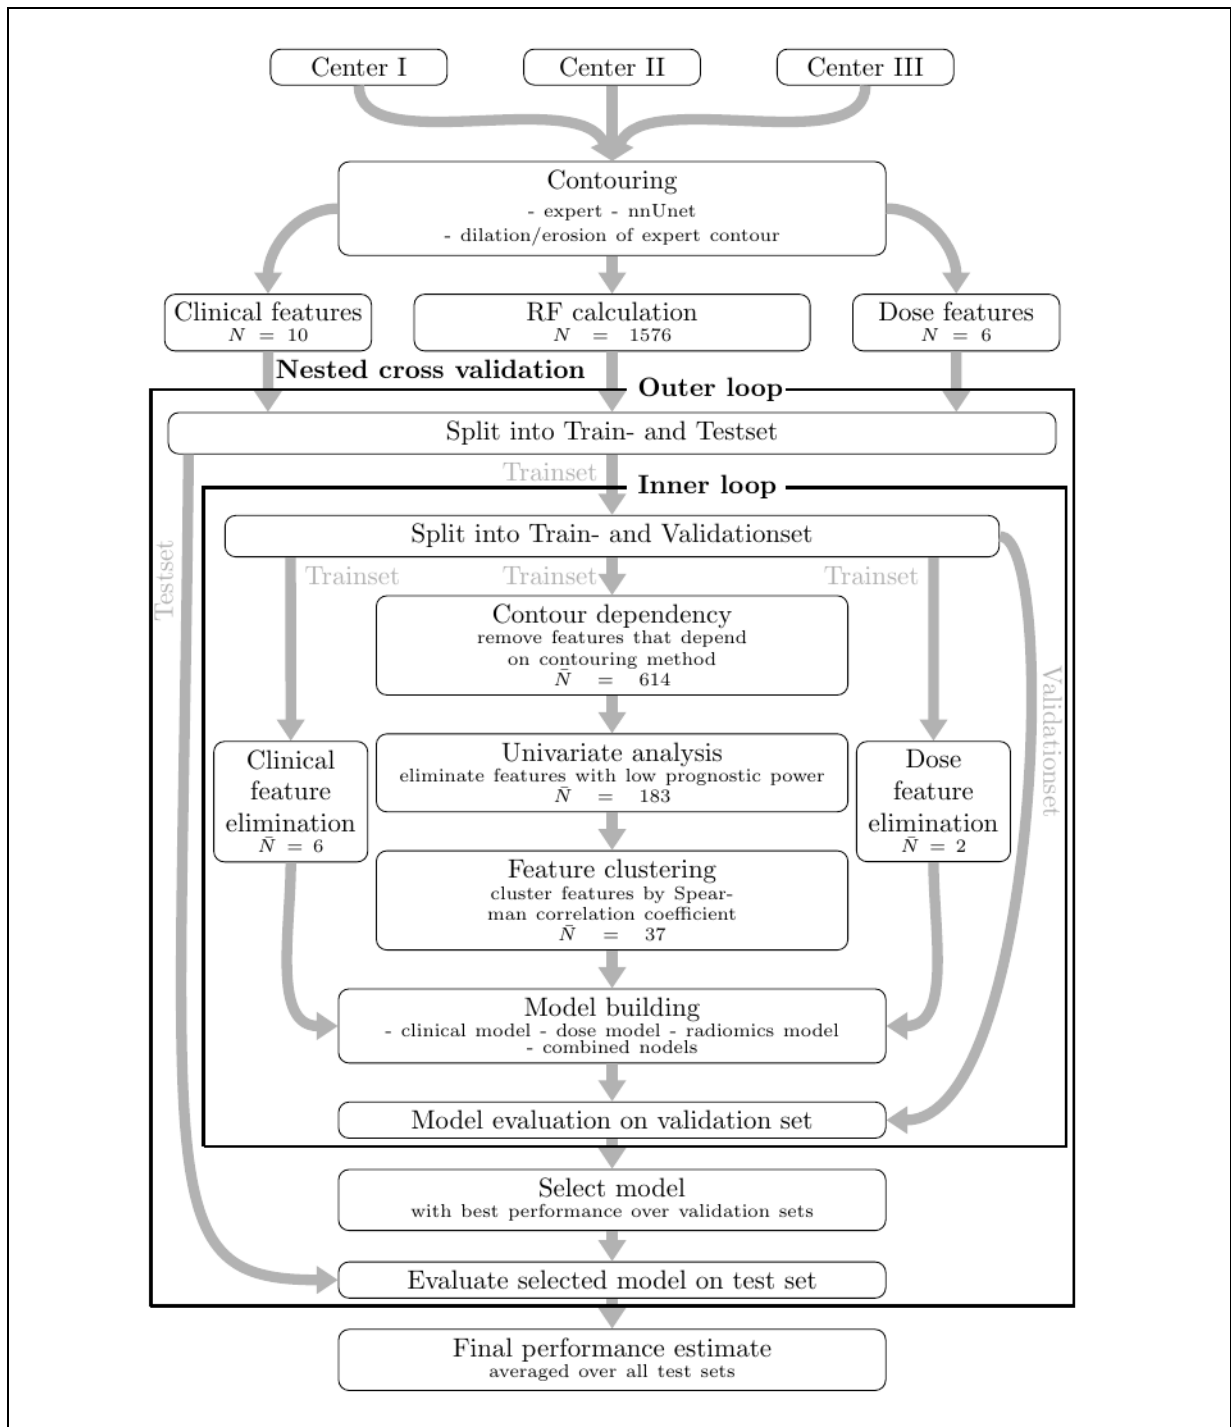 Center I
Center II
Center III
Contouring
- expert - nnUnet
- dilation/erosion of expert contour
Clinical features
N = 10
RF calculation
N = 1576
Dose features
N = 6
Nested cross validation
Outer loop
Split into Train- and Testset
Trainset
Testset
Inner loop
Split into Train- and Validationset
Trainset
Trainset
Trainset
Validationset
Contour dependency
remove features that depend
on contouring method
N̄ = 614
Univariate analysis
eliminate features with low prognostic power
N̄ = 183
Clinical
feature
elimination
N̄ = 6
Dose
feature
elimination
N̄ = 2
Feature clustering
cluster features by Spear-
man correlation coefficient
N̄ = 37
Model building
- clinical model - dose model - radiomics model
- combined nodels
Model evaluation on validation set
Select model
with best performance over validation sets
Evaluate selected model on test set
Final performance estimate
averaged over all test sets